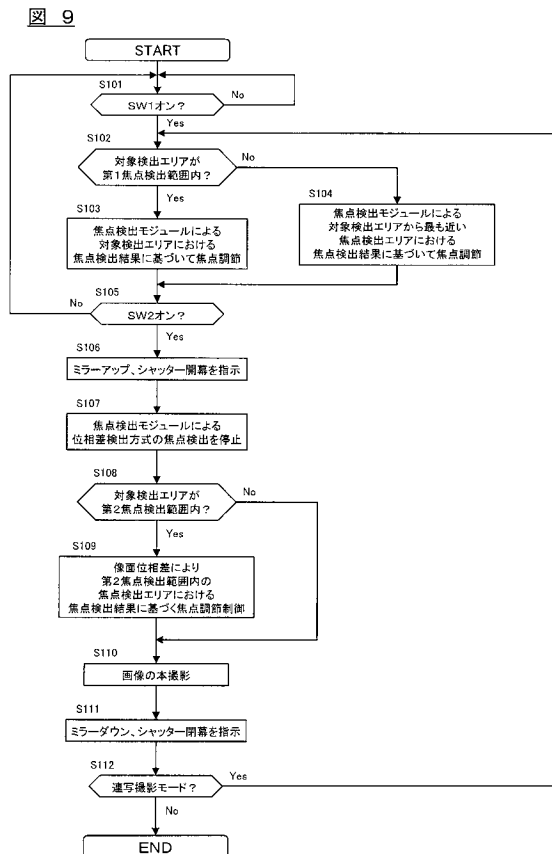 図 9
START
S101
SW1オン?
No
Yes
S102
対象検出エリアが
第1焦点検出範囲内?
No
Yes
S103
焦点検出モジュールによる
対象検出エリアにおける
焦点検出結果に基づいて焦点調節
S104
焦点検出モジュールによる
対象検出エリアから最も近い
焦点検出エリアにおける
焦点検出結果に基づいて焦点調節
S105
No
SW2オン?
Yes
S106
ミラーアップ、シャッター開幕を指示
S107
焦点検出モジュールによる
位相差検出方式の焦点検出を停止
S108
対象検出エリアが
第2焦点検出範囲内?
No
Yes
S109
像面位相差により
第2焦点検出範囲内の
焦点検出エリアにおける
焦点検出結果に基づく焦点調節制御
S110
画像の本撮影
S111
ミラーダウン、シャッター閉幕を指示
S112
連写撮影モード?
Yes
No
END